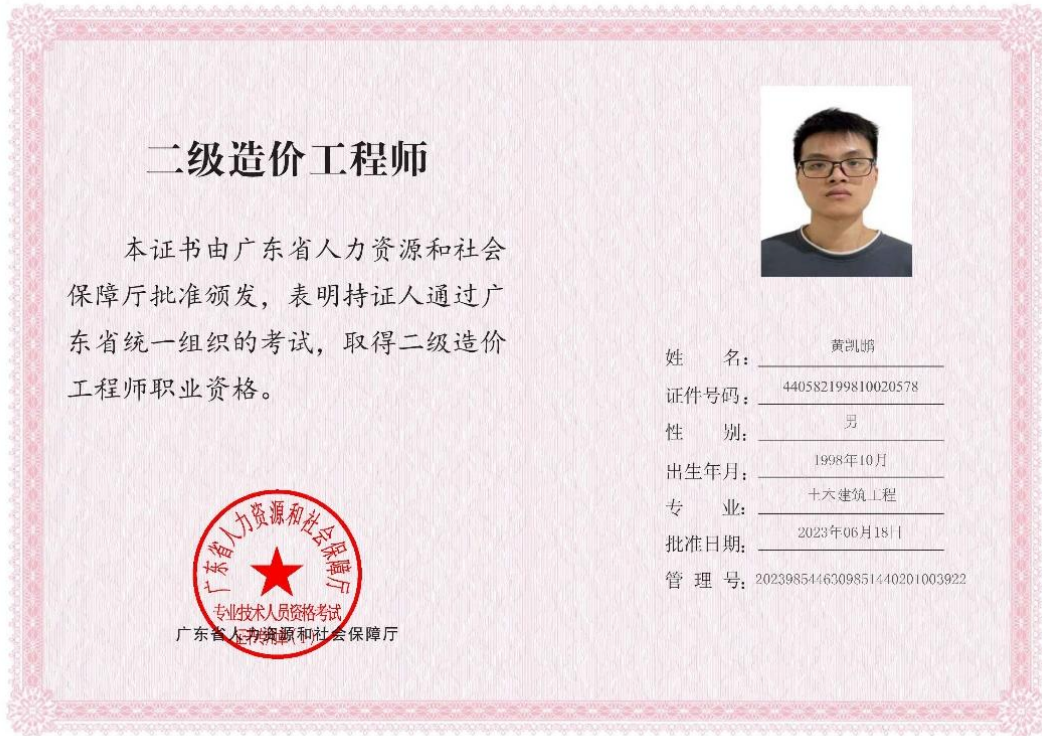 二级造价工程师
本证书由广东省人力资源和社会
保障厅批准颁发，表明持证人通过广
东省统一组织的考试，取得二级造价
工程师职业资格。
广东省人力资源和社会保障厅
专业技术人员资格考试
广东省人力资源和社会保障厅
姓 名：黄凯鹏
证件号码：440582199810020578
性 别：男
出生年月：1998年10月
专 业：土木建筑工程
批准日期：2023年06月18日
管 理 号：2023985446309851440201003922